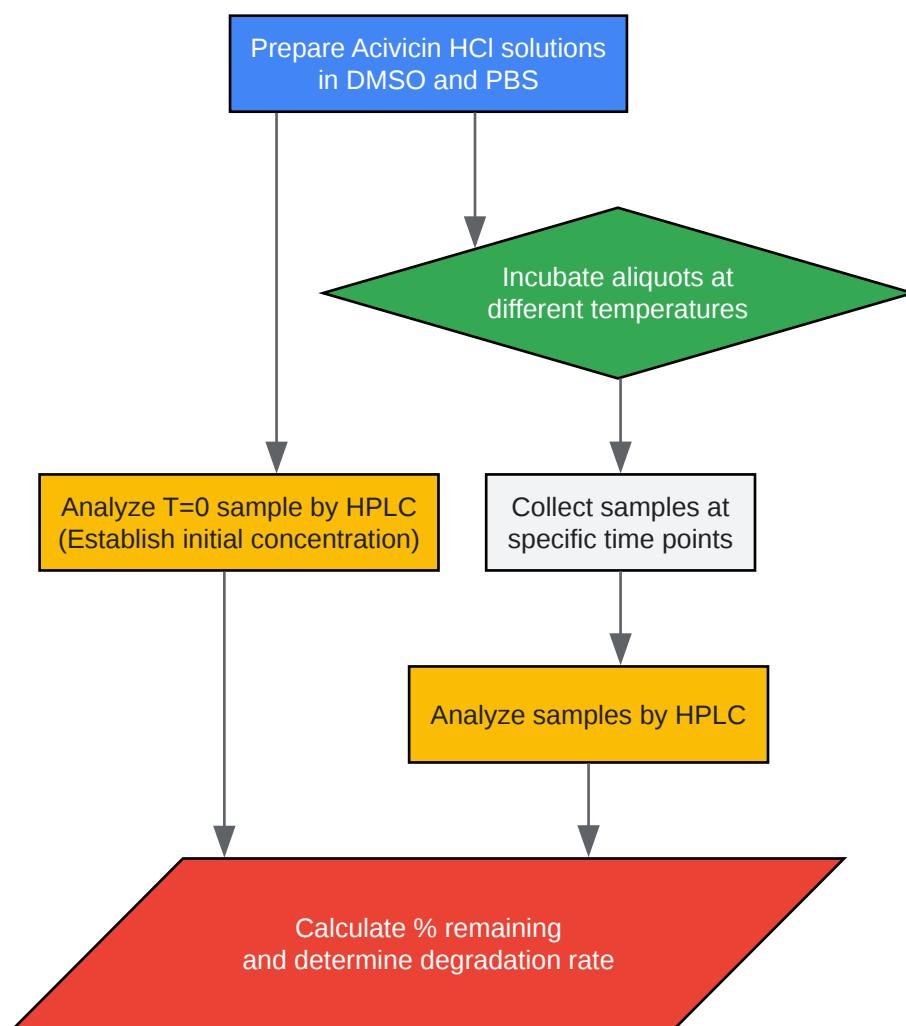 Prepare Acivicin HCl solutions
in DMSO and PBS
Incubate aliquots at
different temperatures
Analyze T=0 sample by HPLC
(Establish initial concentration)
Collect samples at
specific time points
Analyze samples by HPLC
Calculate % remaining
and determine degradation rate